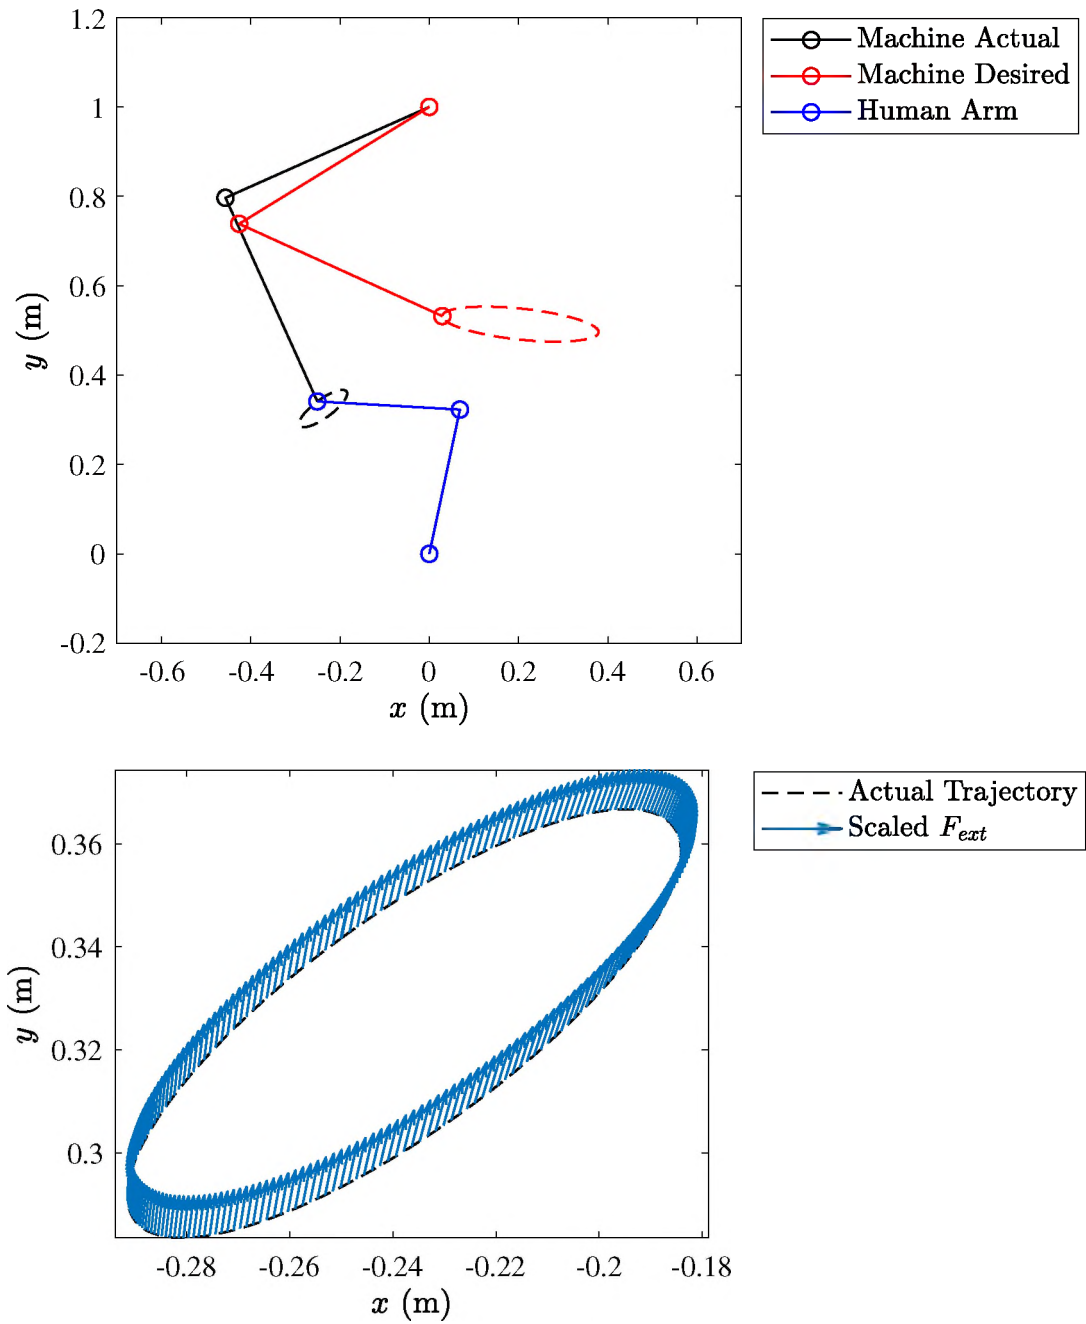 1.2
1
0.8
0.6
0.4
0.2
0
-0.2
y (m)
-0.6 -0.4 -0.2 0 0.2 0.4 0.6
x (m)
Machine Actual
Machine Desired
Human Arm
0.36
0.34
0.32
0.3
y (m)
-0.28 -0.26 -0.24 -0.22 -0.2 -0.18
x (m)
Actual Trajectory
Scaled F_ext